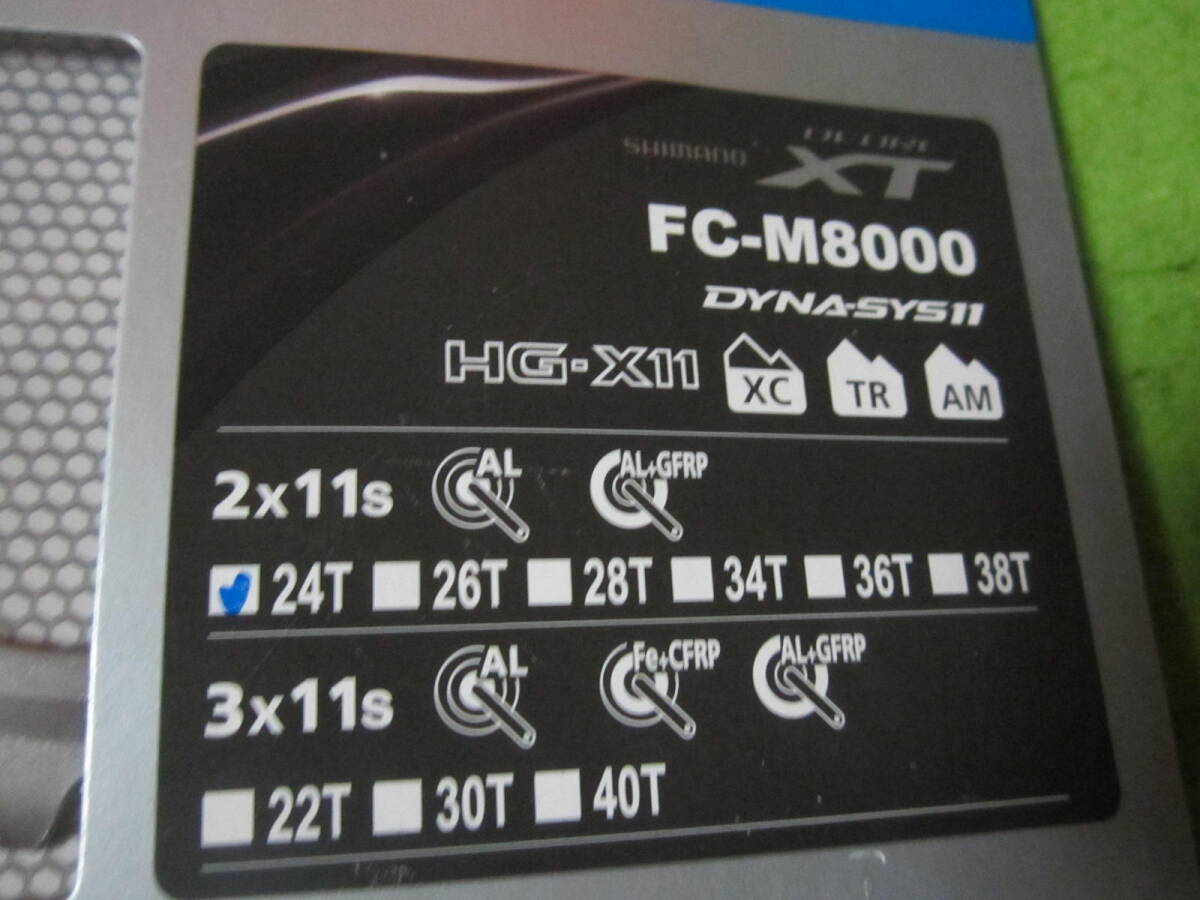 SHIMANO DEORE
XT
FC-M8000
DYNA-SYS11
HG-X11 XC TR AM
2x11s AL AL+GFRP
24T 26T 28T 34T 36T 38T
3x11s AL Fe+CFRP AL+GFRP
22T 30T 40T